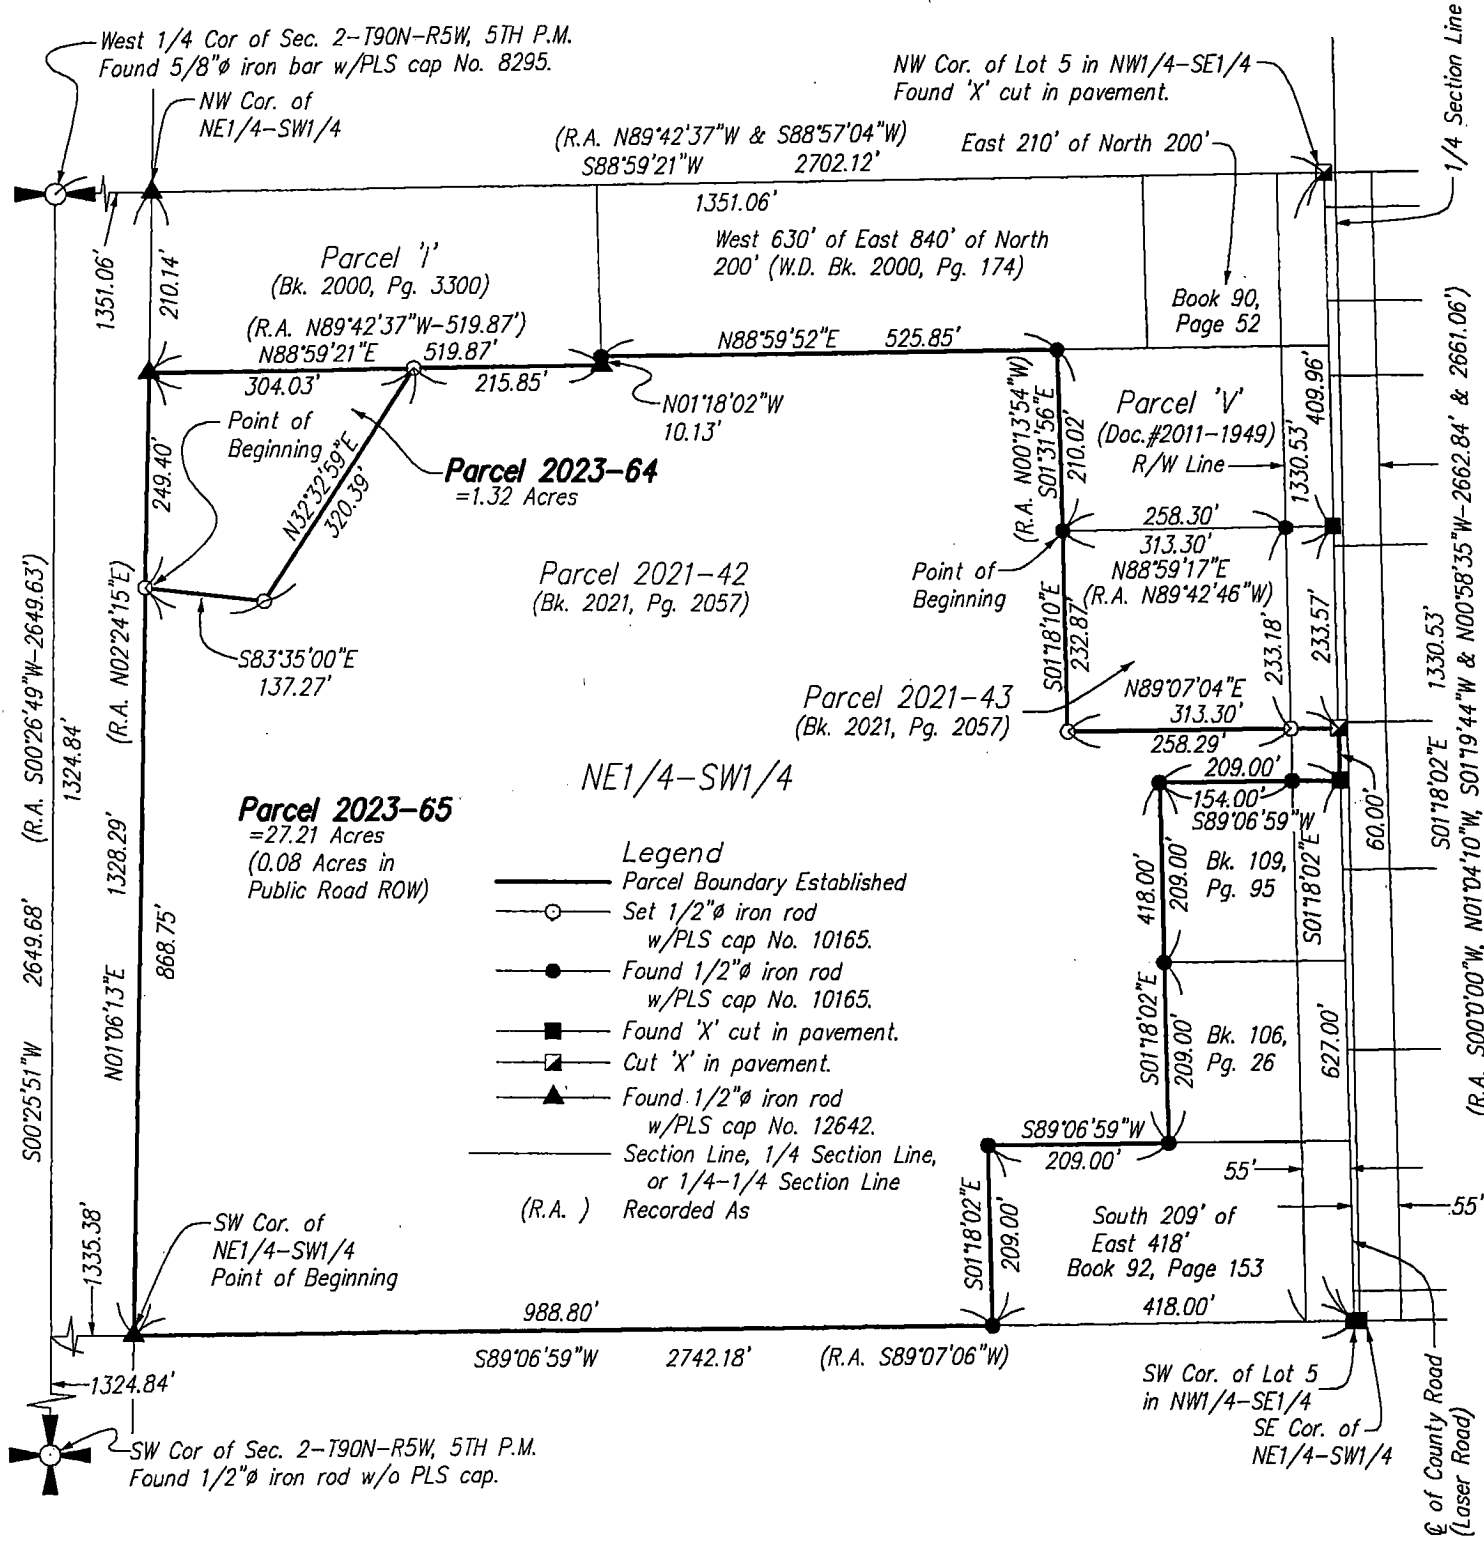 West 1/4 Cor of Sec. 2-T90N-R5W, 5TH P.M.
Found 5/8"ø iron bar w/PLS cap No. 8295.
NW Cor. of
NE1/4-SW1/4
NW Cor. of Lot 5 in NW1/4-SE1/4
Found 'X' cut in pavement.
1/4 Section Line
(R.A. N89°42'37"W & S88°57'04"W)
S88°59'21"W 2702.12'
East 210' of North 200'
1351.06'
1351.06'
210.14'
Parcel 'I'
(Bk. 2000, Pg. 3300)
West 630' of East 840' of North
200' (W.D. Bk. 2000, Pg. 174)
Book 90,
Page 52
(R.A. N89°42'37"W-519.87')
N88°59'21"E 519.87'
304.03'
215.85'
N88°59'52"E 525.85'
N01°18'02"W
10.13'
Point of
Beginning
249.40'
N32°32'59"E
320.39'
Parcel 2023-64
=1.32 Acres
(R.A. N00°13'54"W)
S01°31'56"E
210.02'
Parcel 'V'
(Doc.#2011-1949)
R/W Line
1330.53'
409.96'
258.30'
313.30'
N88°59'17"E
(R.A. N89°42'46"W)
Point of
Beginning
Parcel 2021-42
(Bk. 2021, Pg. 2057)
S83°35'00"E
137.27'
S01°18'10"E
232.87'
233.18'
233.57'
Parcel 2021-43
(Bk. 2021, Pg. 2057)
N89°07'04"E
313.30'
258.29'
(R.A. S00°26'49"W-2649.63')
1324.84'
S00°25'51"W 2649.68'
(R.A. N02°24'15"E)
N01°06'13"E 1328.29'
868.75'
NE1/4-SW1/4
209.00'
154.00'
S89°06'59"W
60.00'
S01°18'02"E 1330.53'
(R.A. S00°0'00"W, N01°04'10"W, S01°19'44"W & N00°58'35"W-2662.84' & 2661.06')
Parcel 2023-65
=27.21 Acres
(0.08 Acres in
Public Road ROW)
Legend
Parcel Boundary Established
Set 1/2"ø iron rod
w/PLS cap No. 10165.
Found 1/2"ø iron rod
w/PLS cap No. 10165.
Found 'X' cut in pavement.
Cut 'X' in pavement.
Found 1/2"ø iron rod
w/PLS cap No. 12642.
Section Line, 1/4 Section Line,
or 1/4-1/4 Section Line
(R.A. ) Recorded As
418.00'
209.00'
Bk. 109,
Pg. 95
S01°18'02"E
S01°18'02"E
209.00'
Bk. 106,
Pg. 26
627.00'
S89°06'59"W
209.00'
55'
55'
S01°18'02"E
209.00'
South 209' of
East 418'
Book 92, Page 153
1335.38'
SW Cor. of
NE1/4-SW1/4
Point of Beginning
988.80'
418.00'
S89°06'59"W 2742.18' (R.A. S89°07'06"W)
1324.84'
SW Cor. of Lot 5
in NW1/4-SE1/4
SE Cor. of
NE1/4-SW1/4
SW Cor of Sec. 2-T90N-R5W, 5TH P.M.
Found 1/2"ø iron rod w/o PLS cap.
℄ of County Road
(Laser Road)